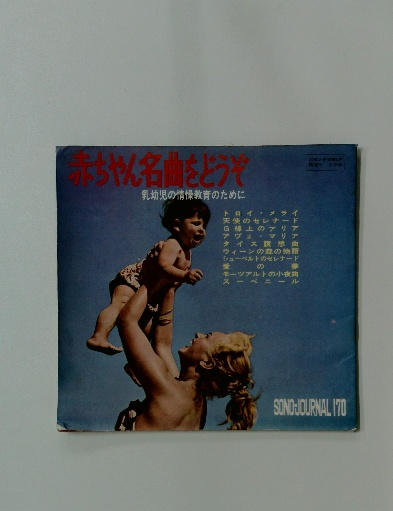 赤ちゃん名曲をどうぞ
乳幼児の情操教育のために
トロイ・メライ
天使のセレナード
G線上のアリア
アヴェ・マリア
タイス瞑想曲
ウィーンの森の物語
シューベルトのセレナード
愛の夢
モーツアルトの小夜曲
スーベニール
SONO-JOURNAL 170